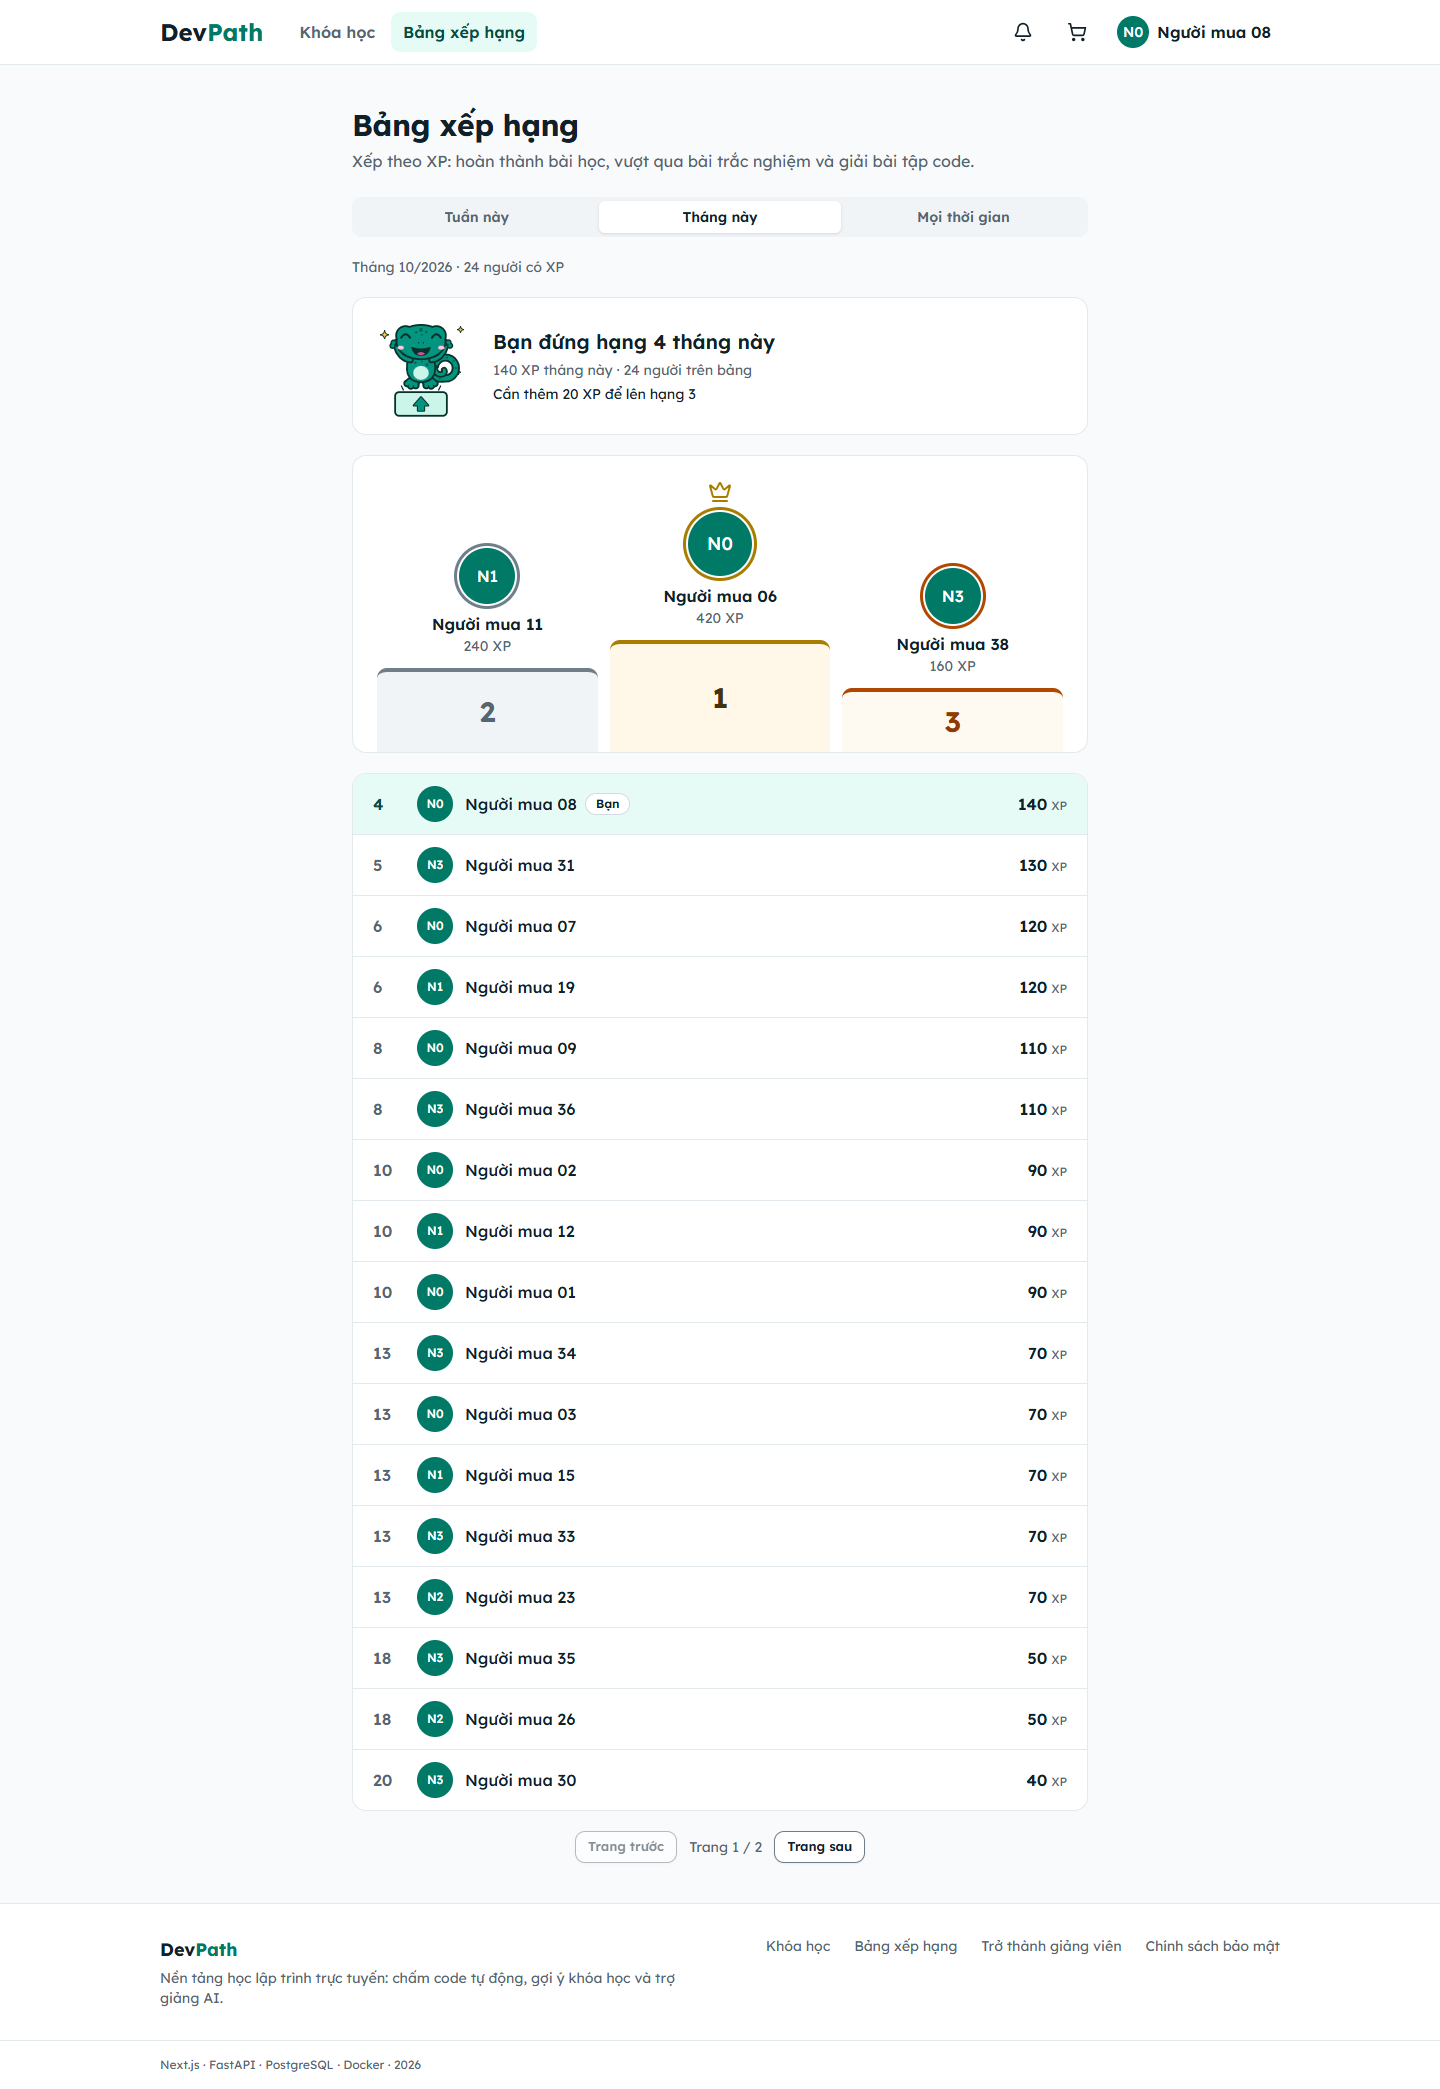 DevPath
Khóa học
Bảng xếp hạng
N0 Người mua 08
Bảng xếp hạng
Xếp theo XP: hoàn thành bài học, vượt qua bài trắc nghiệm và giải bài tập code.
Tuần này
Tháng này
Mọi thời gian
Tháng 10/2026 · 24 người có XP
Bạn đứng hạng 4 tháng này
140 XP tháng này · 24 người trên bảng
Cần thêm 20 XP để lên hạng 3
N1
Người mua 11
240 XP
2
N0
Người mua 06
420 XP
1
N3
Người mua 38
160 XP
3
4 N0 Người mua 08 Bạn 140 XP
5 N3 Người mua 31 130 XP
6 N0 Người mua 07 120 XP
6 N1 Người mua 19 120 XP
8 N0 Người mua 09 110 XP
8 N3 Người mua 36 110 XP
10 N0 Người mua 02 90 XP
10 N1 Người mua 12 90 XP
10 N0 Người mua 01 90 XP
13 N3 Người mua 34 70 XP
13 N0 Người mua 03 70 XP
13 N1 Người mua 15 70 XP
13 N3 Người mua 33 70 XP
13 N2 Người mua 23 70 XP
18 N3 Người mua 35 50 XP
18 N2 Người mua 26 50 XP
20 N3 Người mua 30 40 XP
Trang trước
Trang 1 / 2
Trang sau
DevPath
Nền tảng học lập trình trực tuyến: chấm code tự động, gợi ý khóa học và trợ
giảng AI.
Khóa học
Bảng xếp hạng
Trở thành giảng viên
Chính sách bảo mật
Next.js · FastAPI · PostgreSQL · Docker · 2026